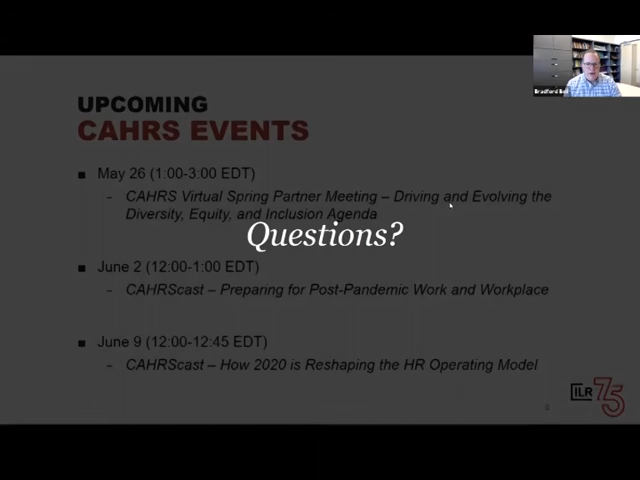 UPCOMING
CAHRS EVENTS
▪ May 26 (1:00-3:00 EDT)
- CAHRS Virtual Spring Partner Meeting – Driving and Evolving the
Diversity, Equity, and Inclusion Agenda
Questions?
▪ June 2 (12:00-1:00 EDT)
- CAHRScast – Preparing for Post-Pandemic Work and Workplace
▪ June 9 (12:00-12:45 EDT)
- CAHRScast – How 2020 is Reshaping the HR Operating Model
ILR 75
Bradford Bell